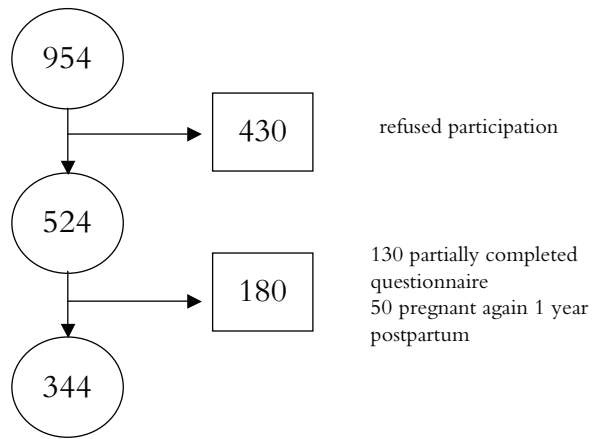 954
430
refused participation
524
180
130 partially completed
questionnaire
50 pregnant again 1 year
postpartum
344